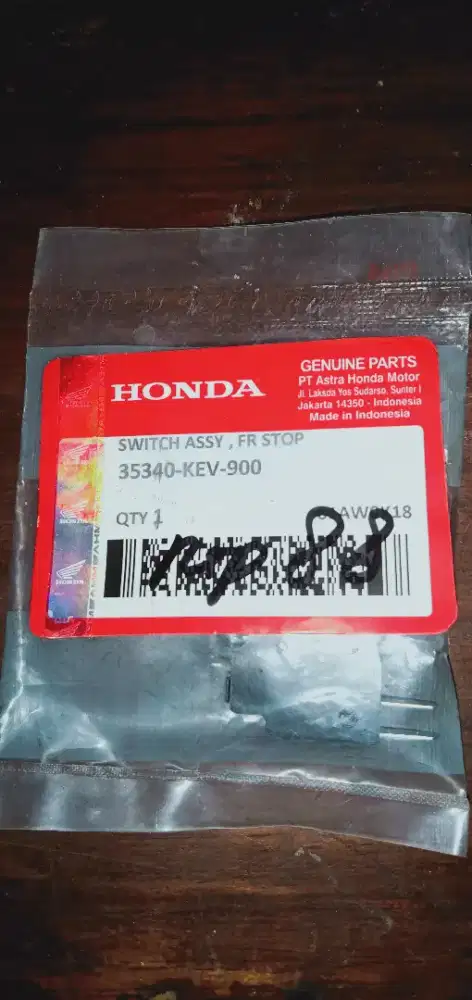 HONDA
GENUINE PARTS
PT Astra Honda Motor
Jl. Laksda Yos Sudarso, Sunter I
Jakarta 14350 - Indonesia
Made in Indonesia
SWITCH ASSY , FR STOP
35340-KEV-900
QTY 1
88